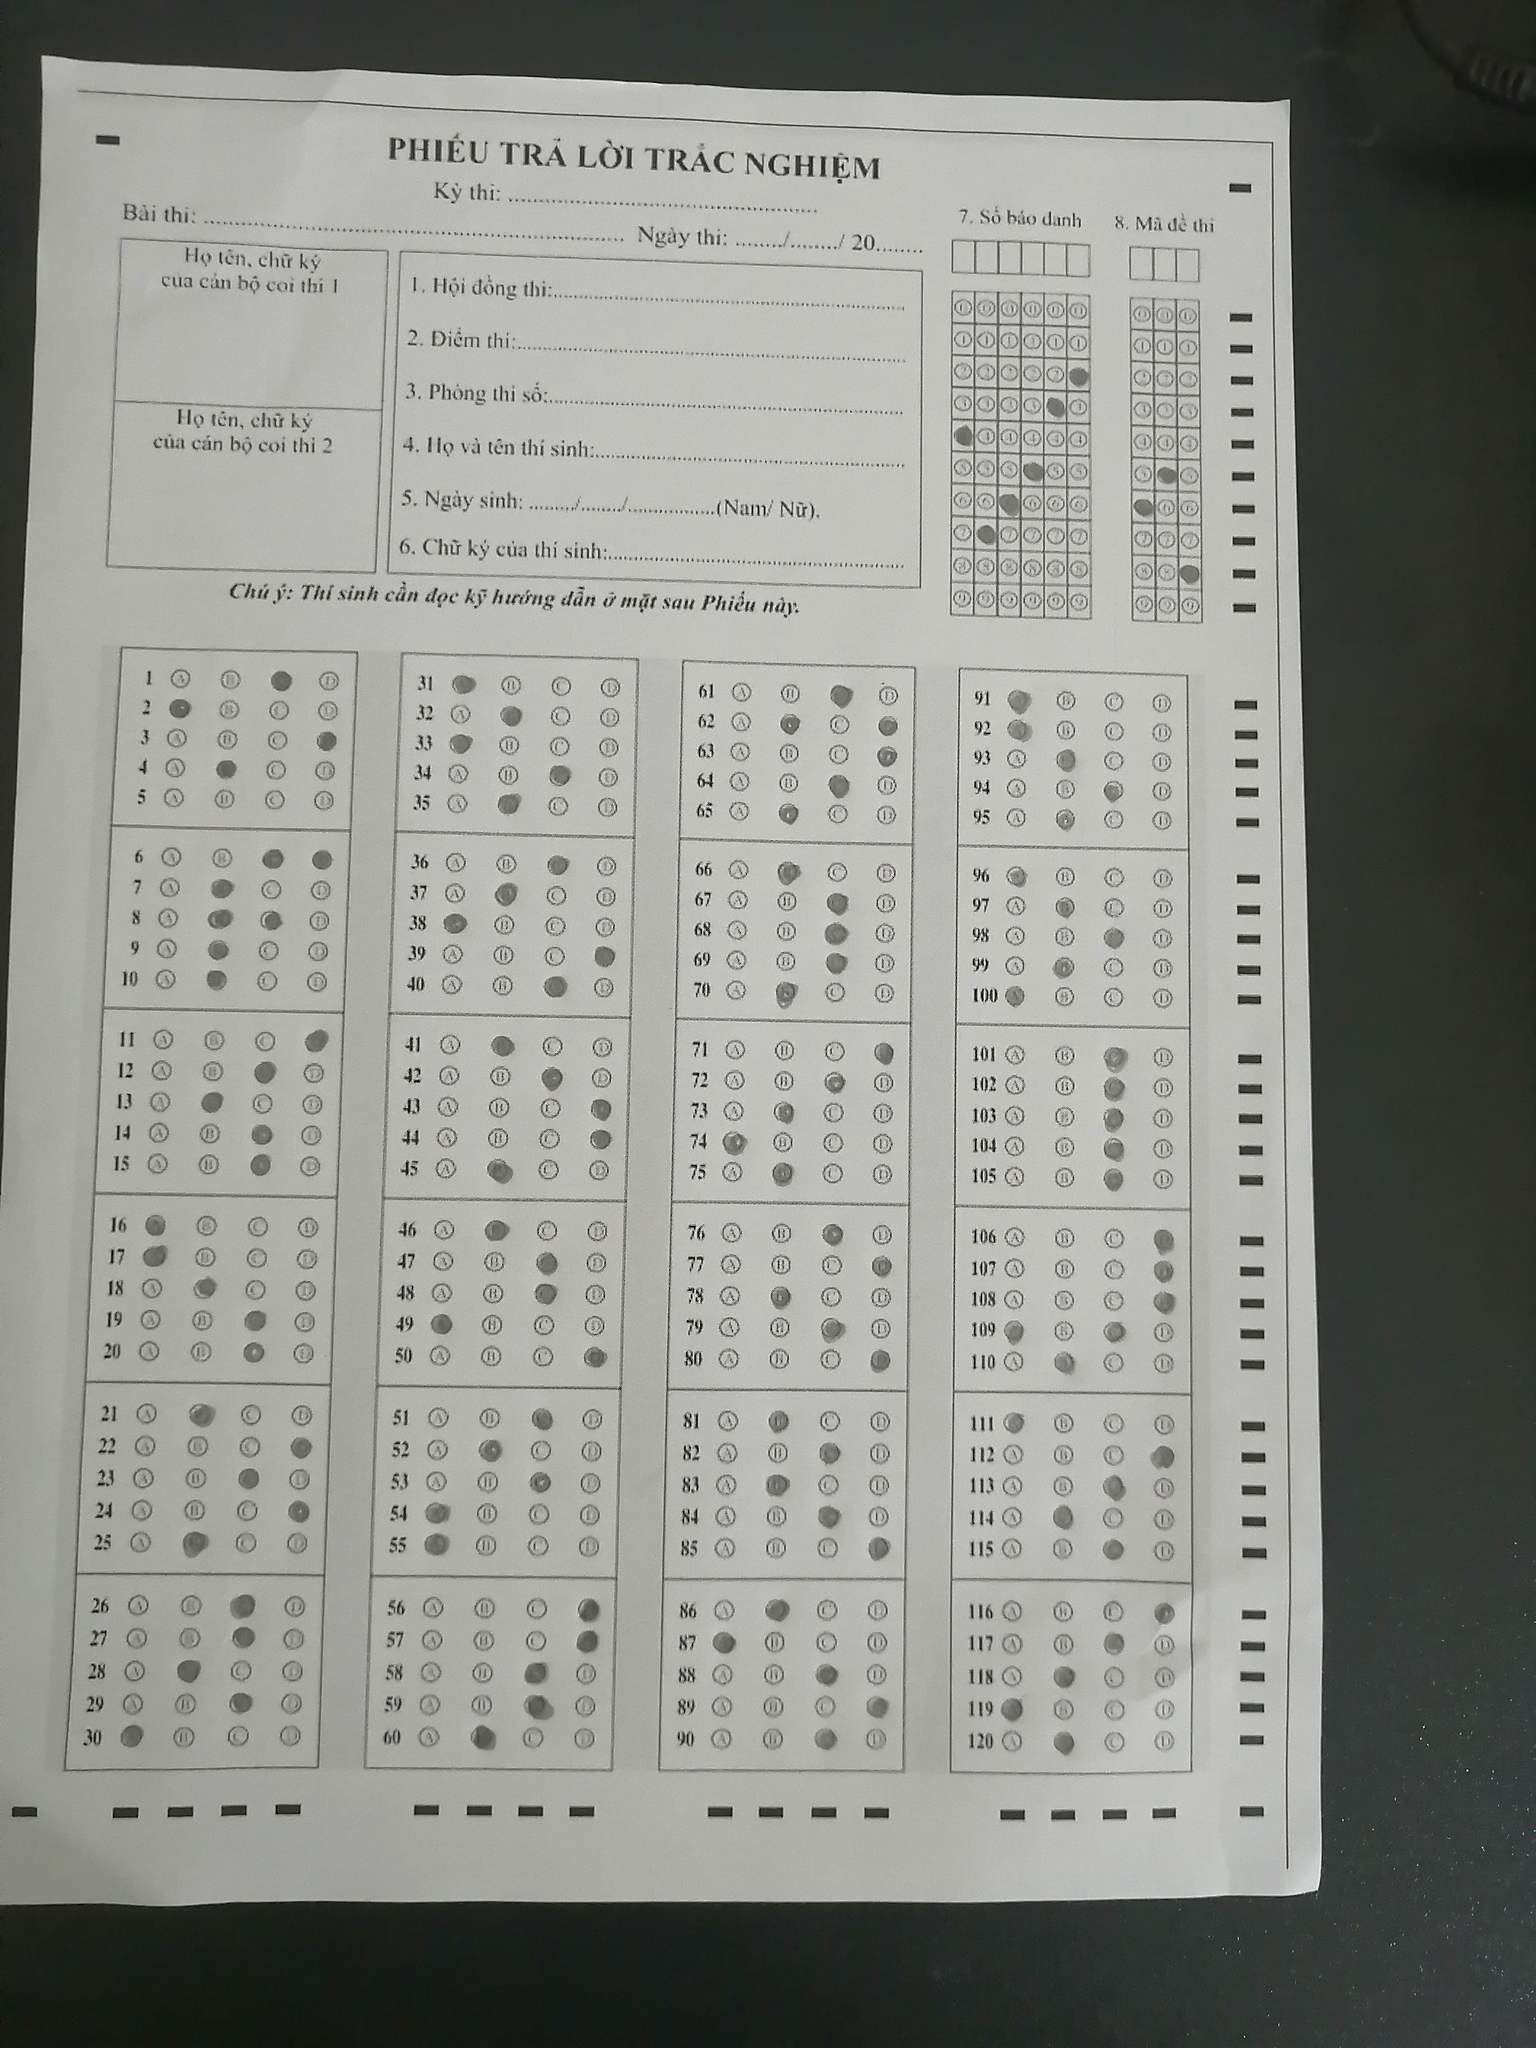 PHIẾU TRẢ LỜI TRẮC NGHIỆM
Kỳ thi:
Bài thi: Ngày thi: ......../......../ 20........
Họ tên, chữ ký
của cán bộ coi thi 1
Họ tên, chữ ký
của cán bộ coi thi 2
1. Hội đồng thi:
2. Điểm thi:
3. Phòng thi số:
4. Họ và tên thí sinh:
5. Ngày sinh: ......../......../................(Nam/ Nữ).
6. Chữ ký của thí sinh:
7. Số báo danh
8. Mã đề thi
Chú ý: Thí sinh cần đọc kỹ hướng dẫn ở mặt sau Phiếu này.
1 A B D
2 B C D
3 A B C
4 A C D
5 A B C D
6 A B
7 A C D
8 A D
9 A C D
10 A C D
11 A B C
12 A B D
13 A C D
14 A B D
15 A B D
16 B C D
17 B C D
18 A C D
19 A B D
20 A B D
21 A C D
22 A B C
23 A B D
24 A B C
25 A C D
26 A B D
27 A B D
28 A C D
29 A B D
30 B C D
31 B C D
32 A C D
33 B C D
34 A B D
35 A C D
36 A B D
37 A C D
38 B C D
39 A B C
40 A B D
41 A C D
42 A B D
43 A B C
44 A B C
45 A C D
46 A C D
47 A B D
48 A B D
49 B C D
50 A B C
51 A B D
52 A C D
53 A B D
54 B C D
55 B C D
56 A B C
57 A B C
58 A B D
59 A B D
60 A C D
61 A B D
62 A C
63 A B C
64 A B D
65 A C D
66 A C D
67 A B D
68 A B D
69 A B D
70 A C D
71 A B C
72 A B D
73 A C D
74 B C D
75 A C D
76 A B D
77 A B C
78 A C D
79 A B D
80 A B C
81 A C D
82 A B D
83 A C D
84 A B D
85 A B C
86 A C D
87 B C D
88 A B D
89 A B C
90 A B D
91 B C D
92 B C D
93 A C D
94 A B D
95 A C D
96 B C D
97 A C D
98 A B D
99 A C D
100 B C D
101 A B D
102 A B D
103 A B D
104 A B D
105 A B D
106 A B C
107 A B C
108 A B C
109 B D
110 A C D
111 B C D
112 A B C
113 A B D
114 A C D
115 A B D
116 A B C
117 A B D
118 A C D
119 B C D
120 A C D